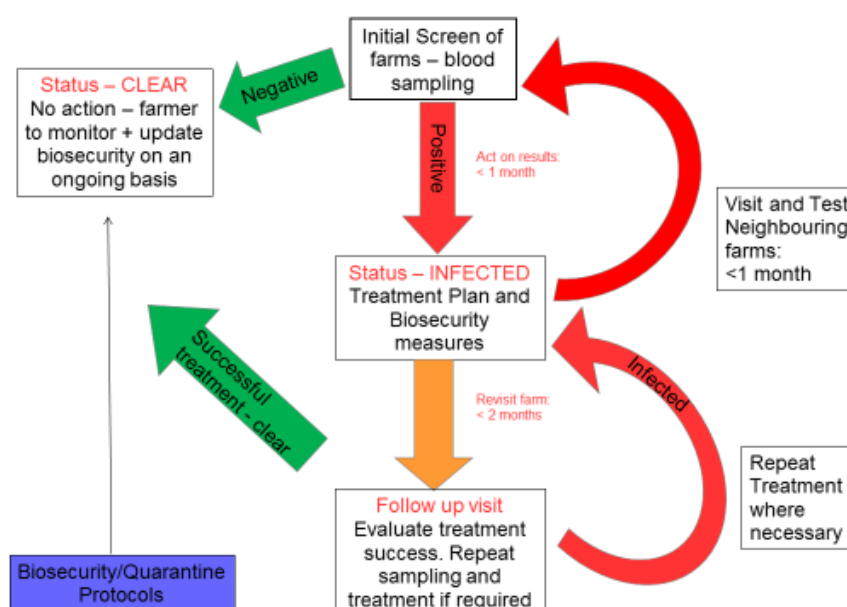 Initial Screen of
farms – blood
sampling
Status – CLEAR
No action – farmer
to monitor + update
biosecurity on an
ongoing basis
Negative
Positive
Act on results:
< 1 month
Visit and Test
Neighbouring
farms:
<1 month
Status – INFECTED
Treatment Plan and
Biosecurity
measures
Successful
treatment - clear
Revisit farm:
< 2 months
Infected
Repeat
Treatment
where
necessary
Follow up visit
Evaluate treatment
success. Repeat
sampling and
treatment if required
Biosecurity/Quarantine
Protocols